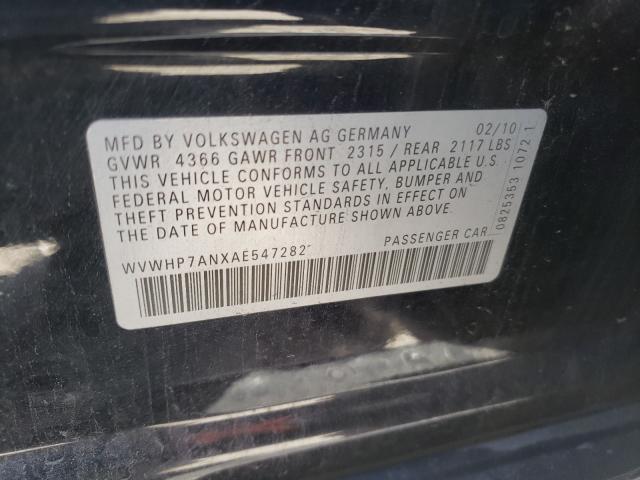 MFD BY VOLKSWAGEN AG GERMANY 02/10
GVWR 4366 GAWR FRONT 2315 / REAR 2117 LBS
THIS VEHICLE CONFORMS TO ALL APPLICABLE U.S.
FEDERAL MOTOR VEHICLE SAFETY, BUMPER AND
THEFT PREVENTION STANDARDS IN EFFECT ON
THE DATE OF MANUFACTURE SHOWN ABOVE.
WVWHP7ANXAE547282 PASSENGER CAR
0825353 1072 1